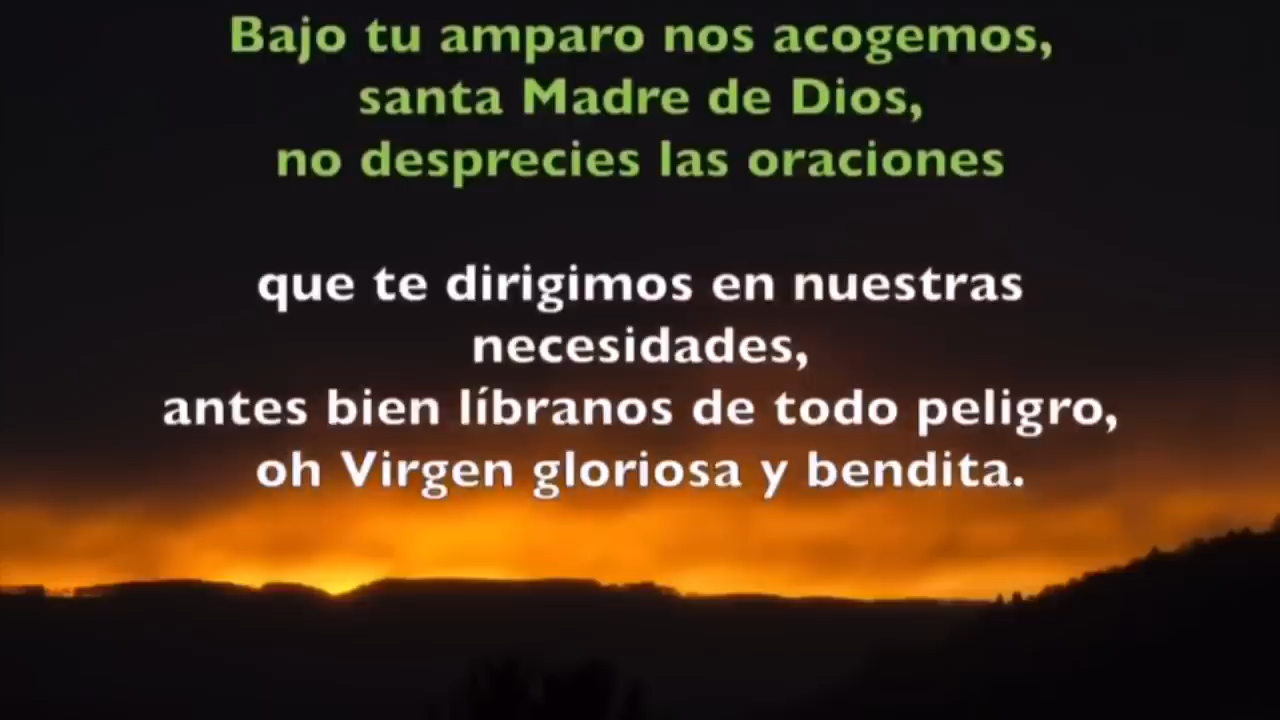 Bajo tu amparo nos acogemos,
santa Madre de Dios,
no desprecies las oraciones
que te dirigimos en nuestras
necesidades,
antes bien líbranos de todo peligro,
oh Virgen gloriosa y bendita.